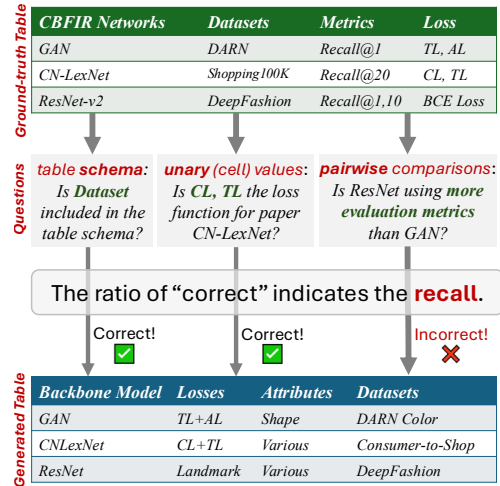 Ground-truth Table
CBFIR Networks Datasets Metrics Loss
GAN DARN Recall@1 TL, AL
CN-LexNet Shopping100K Recall@20 CL, TL
ResNet-v2 DeepFashion Recall@1,10 BCE Loss
Questions
table schema:
Is Dataset
included in the
table schema?
unary (cell) values:
Is CL, TL the loss
function for paper
CN-LexNet?
pairwise comparisons:
Is ResNet using more
evaluation metrics
than GAN?
The ratio of “correct” indicates the recall.
Correct!
Correct!
Incorrect!
Generated Table
Backbone Model Losses Attributes Datasets
GAN TL+AL Shape DARN Color
CNLexNet CL+TL Various Consumer-to-Shop
ResNet Landmark Various DeepFashion